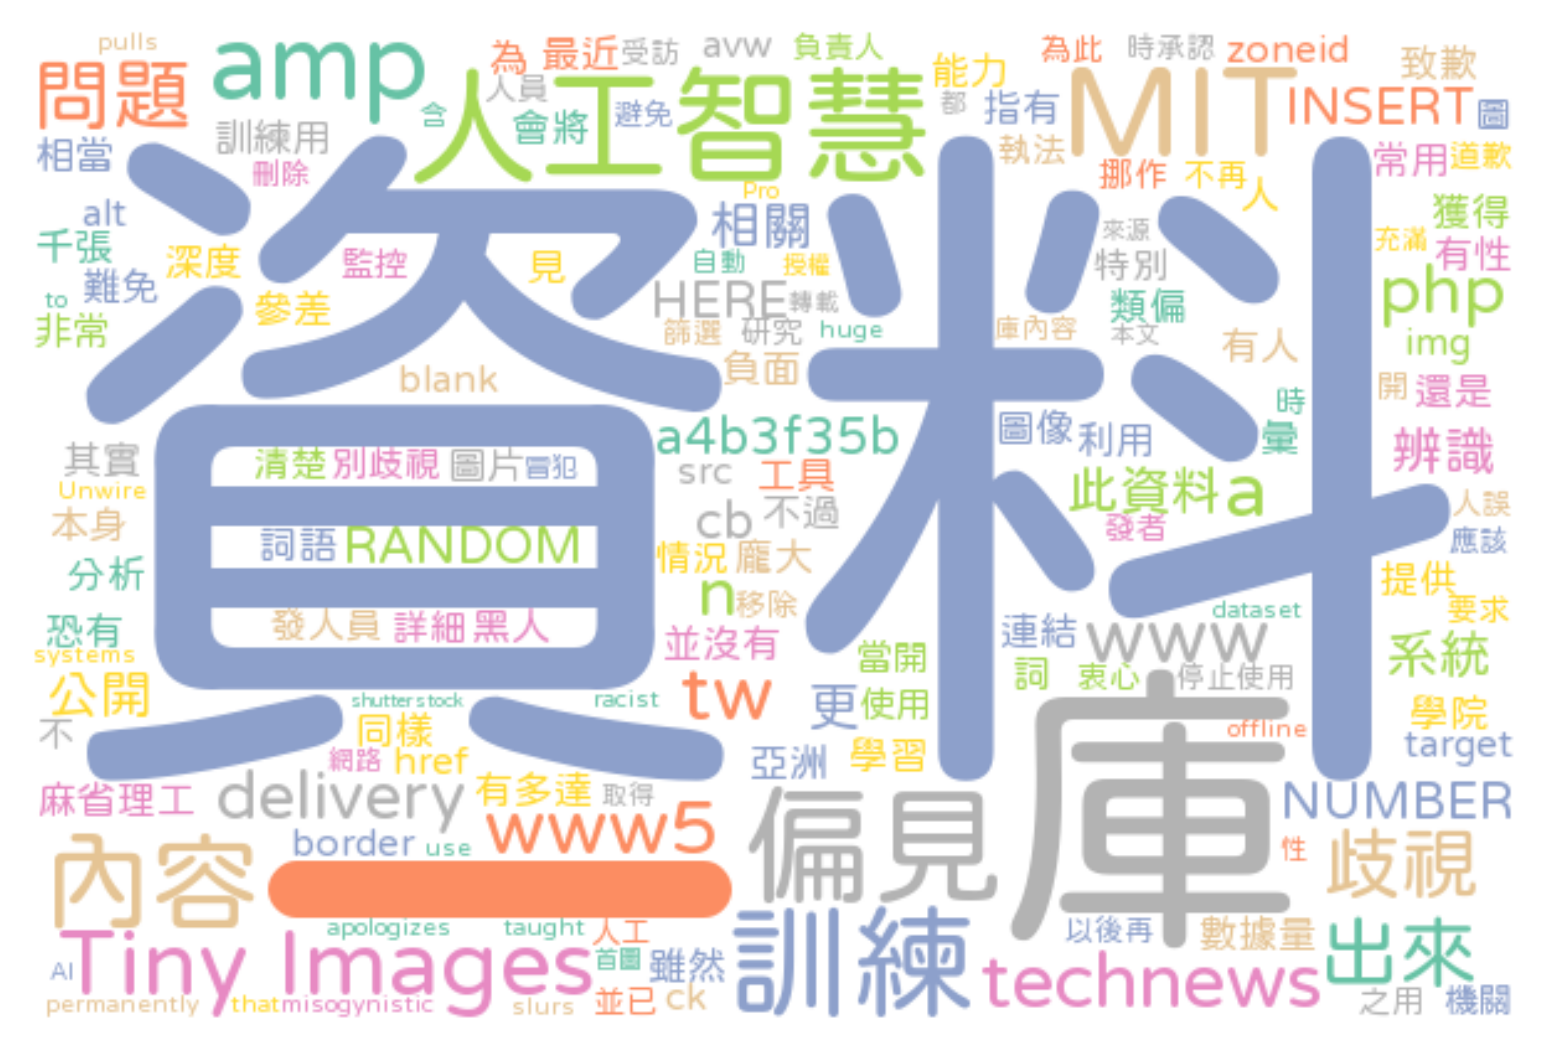 pulls
amp
為
最近
受訪
avw
負責人
為此
時承認
zoneid
致歉
問題
人工智慧
人員
能力
MIT
INSERT
圖
含
會將
避免
都
指有
訓練用
相當
刪除
執法
常用
道歉
挪作
不再
人
Pro
alt
相關
獲得
來源
充滿
有性
千張
深度
監控
見
自動
授權
特別
難免
to
參差
HERE
轉載
類偏
php
非常
篩選
研究
huge
庫內容
本文
有人
img
資料
blank
負面
開
還是
時
a4b3f35b
圖像
利用
彙
辨識
其實
清楚
別歧視
圖片
冒犯
src
工具
此資料
a
Unwire
cb
不過
人誤
本身
發者
應該
詞語
RANDOM
情況
龐大
分析
提供
n
移除
dataset
要求
恐有
發人員
詳細
黑人
並沒有
連結
www
systems
當開
系統
公開
tw
詞
衷心
停止使用
shutterstock
racist
更
使用
不
同樣
學院
offline
網路
href
亞洲
學習
target
麻省理工
delivery
有多達
取得
NUMBER
border
use
www5
偏見
庫
性
歧視
內容
一
apologizes
taught
人工
訓練
以後再
數據量
出來
AI
Tiny Images
首圖
雖然
technews
permanently
that
misogynistic
slurs
並已
ck
之用
機關